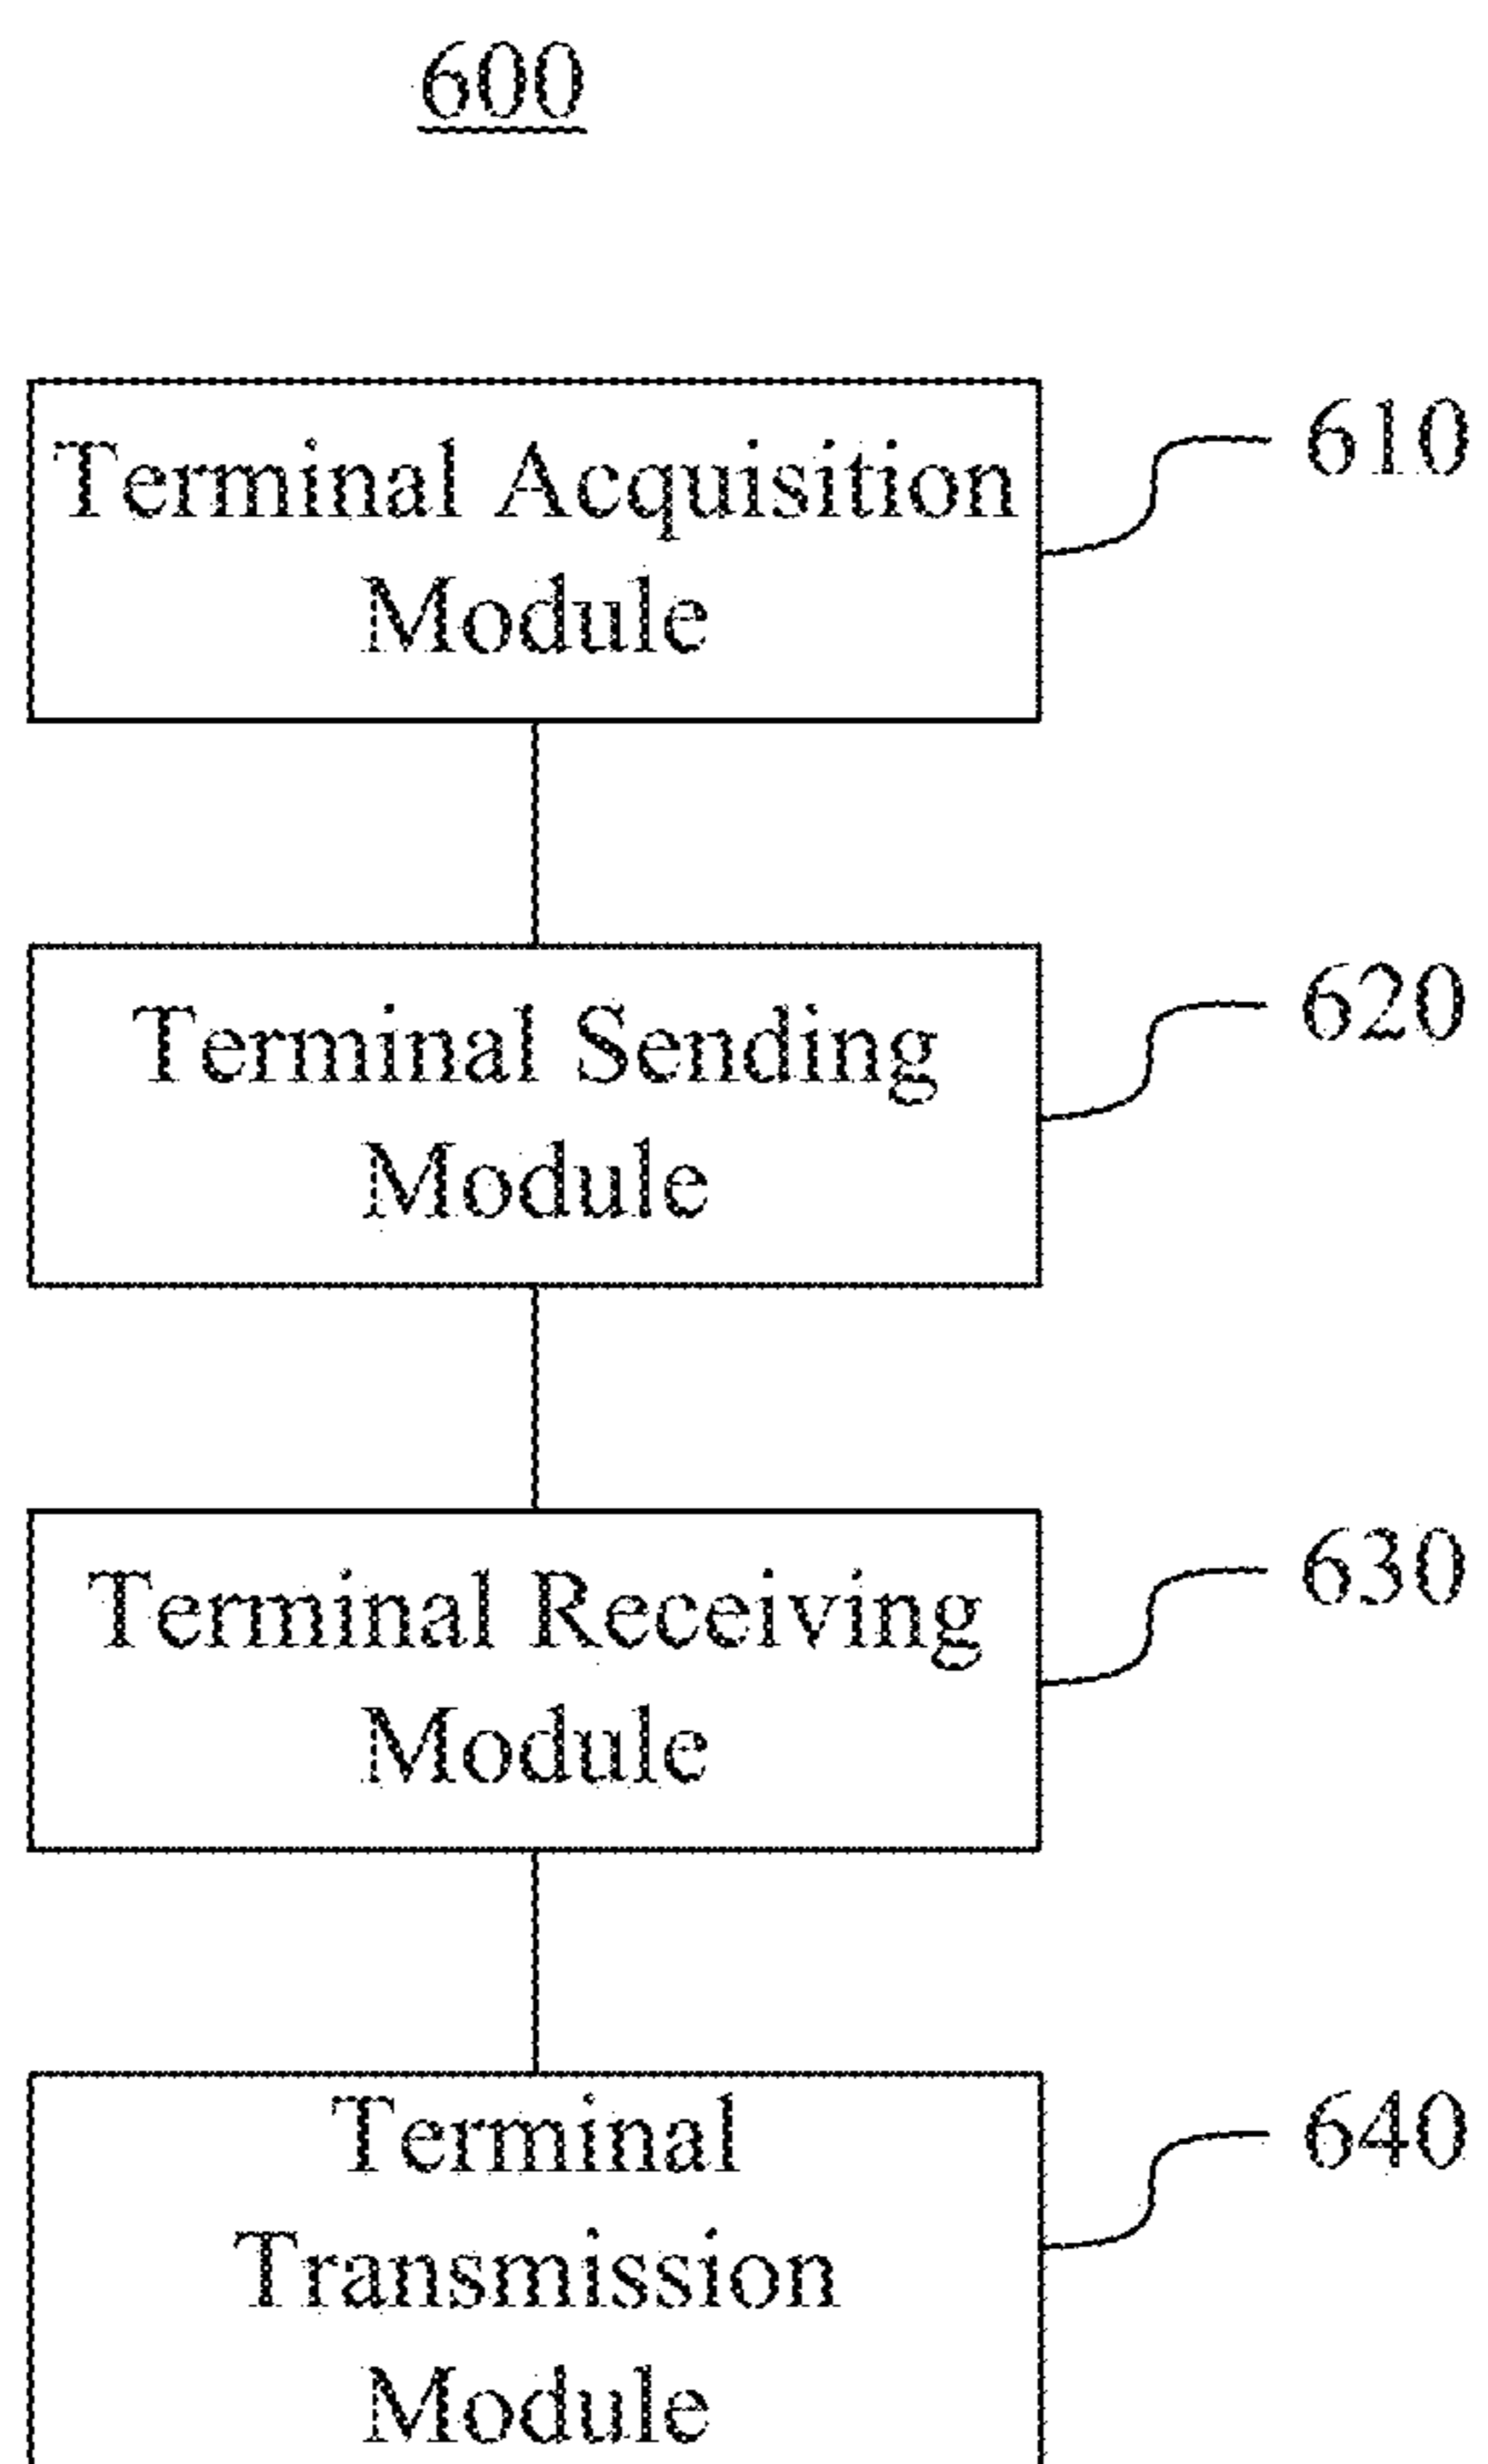 600
Terminal Acquisition
Module
610
Terminal Sending
Module
620
Terminal Receiving
Module
630
Terminal
Transmission
Module
640